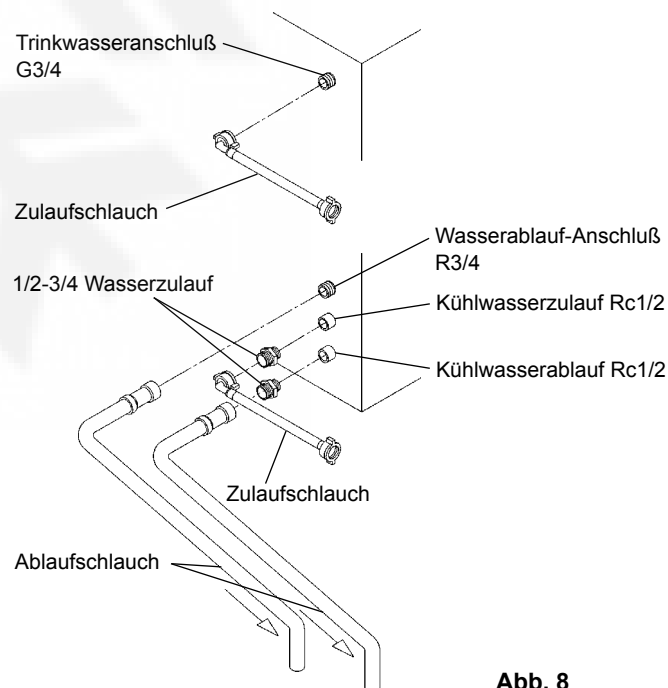 Trinkwasseranschluß
G3/4
Zulaufschlauch
Wasserablauf-Anschluß
R3/4
1/2-3/4 Wasserzulauf
Kühlwasserzulauf Rc1/2
Kühlwasserablauf Rc1/2
Zulaufschlauch
Ablaufschlauch
Abb. 8